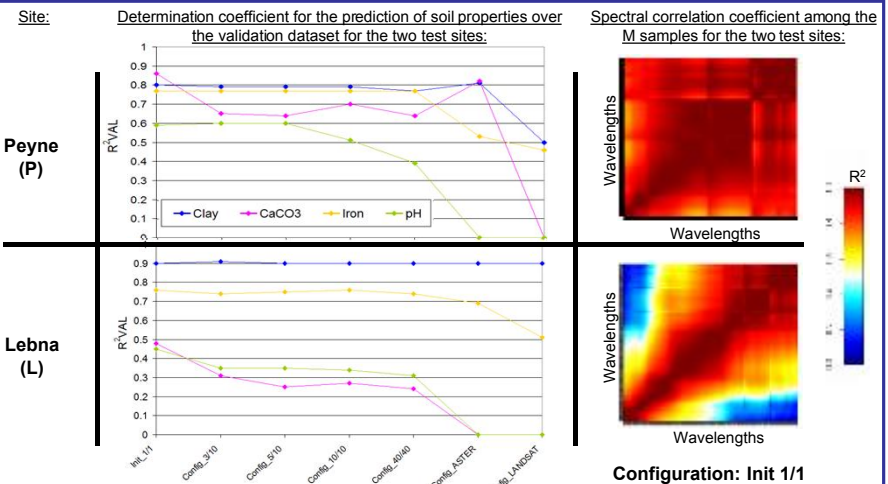 Site:
Determination coefficient for the prediction of soil properties over
the validation dataset for the two test sites:
Spectral correlation coefficient among the
M samples for the two test sites:
Peyne
(P)
R²VAL
1
0.9
0.8
0.7
0.6
0.5
0.4
0.3
0.2
0.1
Clay CaCO3 Iron pH
Wavelengths
Wavelengths
R²
Lebna
(L)
R²VAL
0.9
0.8
0.7
0.6
0.5
0.4
0.3
0.2
0.1
0
Init_1/1 Config_3/10 Config_5/10 Config_10/10 Config_40/40 Config_ASTER Config_LANDSAT
Wavelengths
Wavelengths
Configuration: Init 1/1